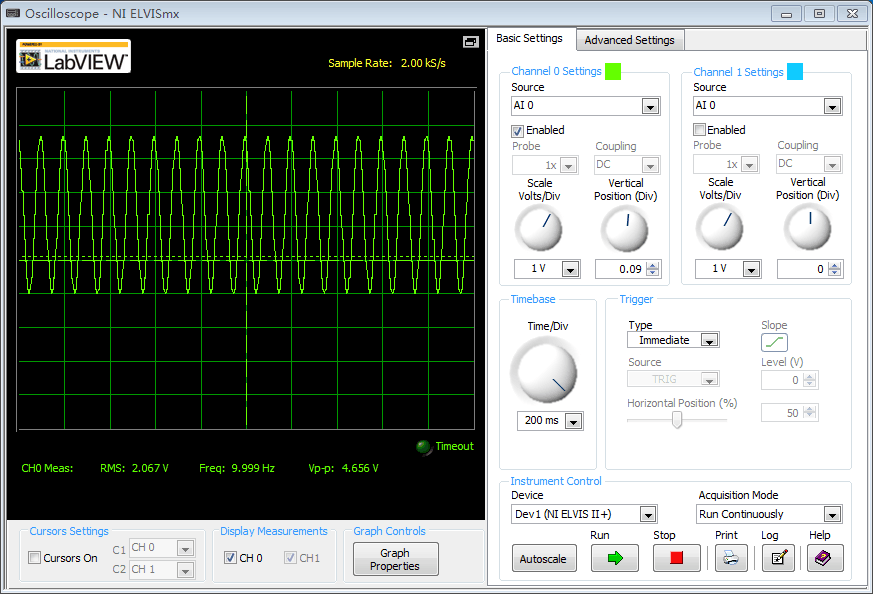 Oscilloscope - NI ELVISmx
POWERED BY
NATIONAL INSTRUMENTS
LabVIEW™
Sample Rate: 2.00 kS/s
Timeout
CH0 Meas: RMS: 2.067 V Freq: 9.999 Hz Vp-p: 4.656 V
Cursors Settings
Cursors On
C1 CH 0
C2 CH 1
Display Measurements
CH 0 CH1
Graph Controls
Graph
Properties
Basic Settings Advanced Settings
Channel 0 Settings
Source
AI 0
Enabled
Probe Coupling
1x DC
Scale
Volts/Div
Vertical
Position (Div)
1 V 0.09
Channel 1 Settings
Source
AI 0
Enabled
Probe Coupling
1x DC
Scale
Volts/Div
Vertical
Position (Div)
1 V 0
Timebase
Time/Div
200 ms
Trigger
Type
Immediate
Slope
Source
TRIG
Level (V)
0
Horizontal Position (%)
50
Instrument Control
Device
Dev1 (NI ELVIS II+)
Acquisition Mode
Run Continuously
Autoscale
Run Stop Print Log Help